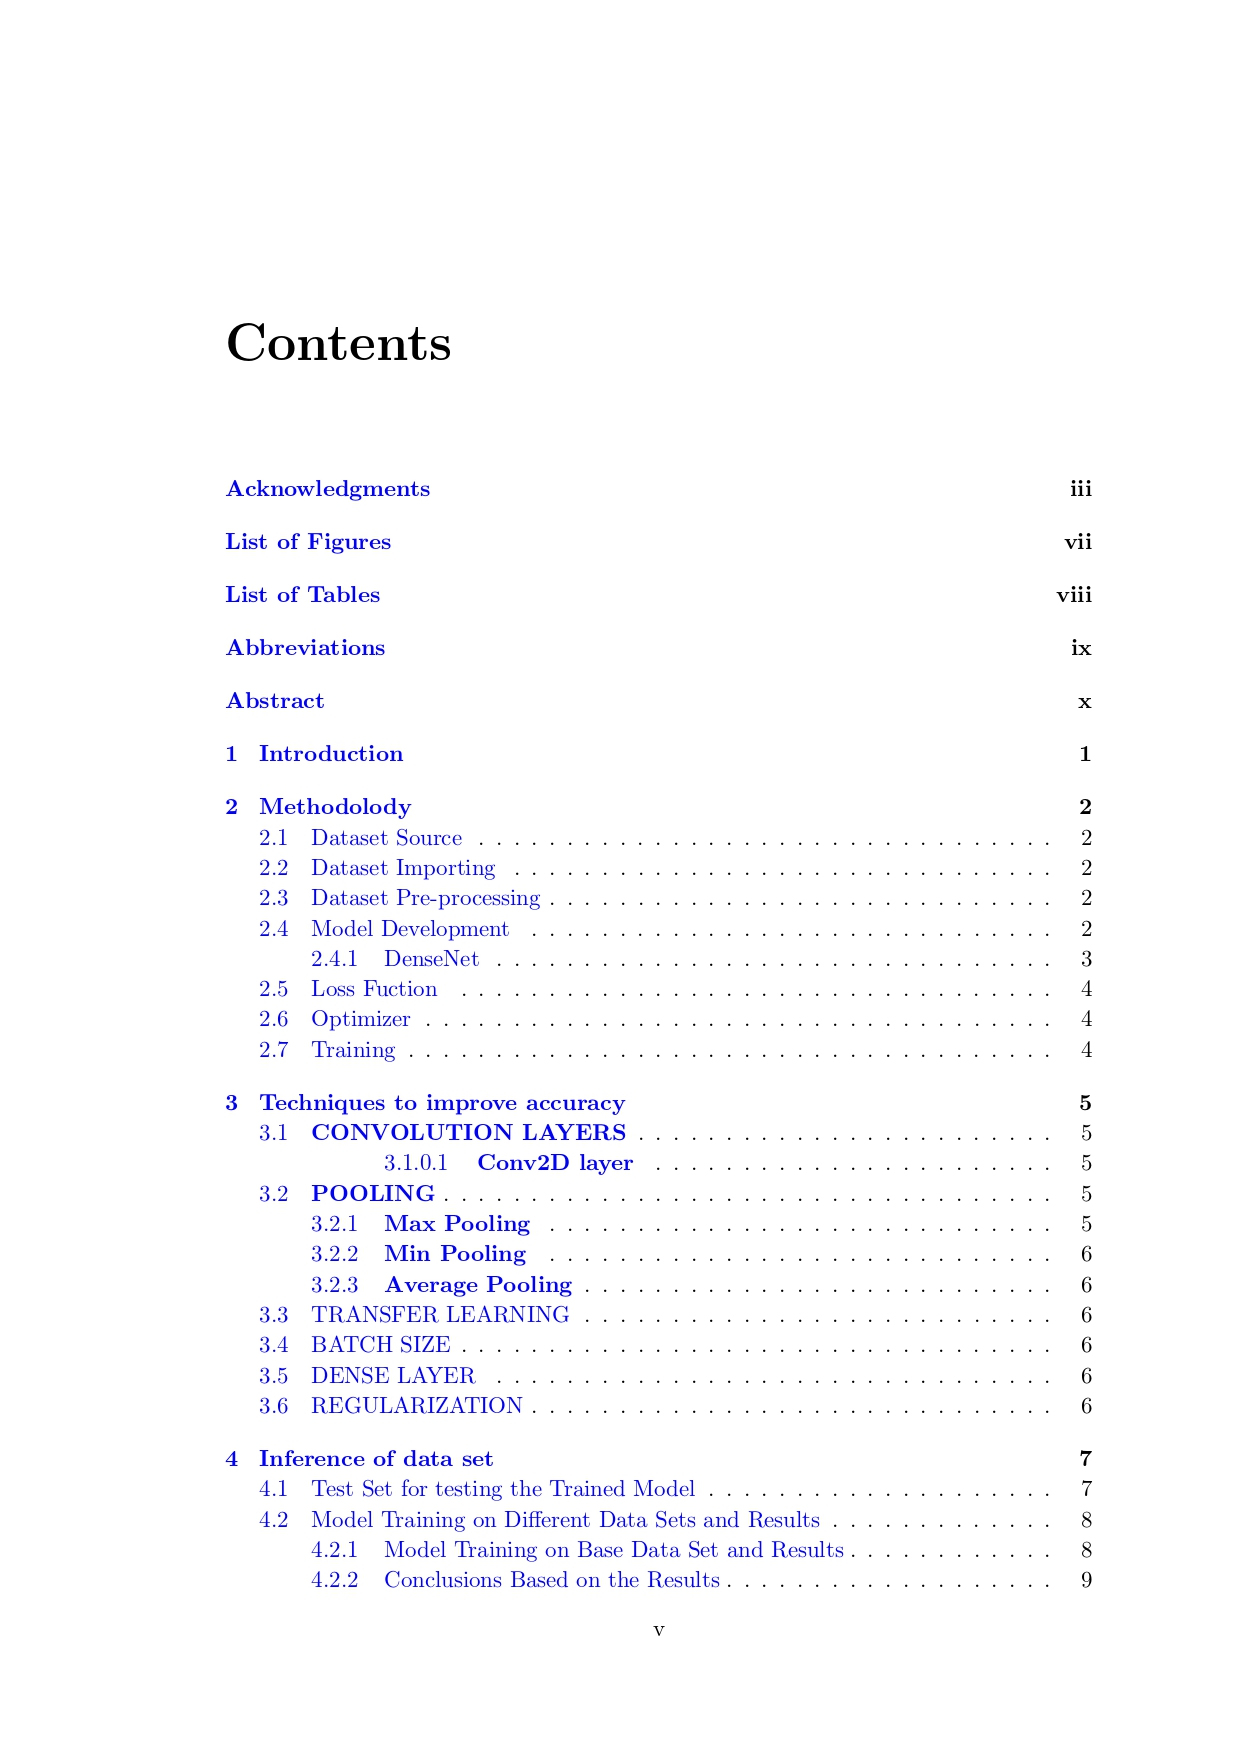 Contents
Acknowledgments iii
List of Figures vii
List of Tables viii
Abbreviations ix
Abstract x
1 Introduction 1
2 Methodolody 2
2.1 Dataset Source . . . . . . . . . . . . . . . . . . . . . . . . . . . . . . . . . 2
2.2 Dataset Importing . . . . . . . . . . . . . . . . . . . . . . . . . . . . . . . 2
2.3 Dataset Pre-processing . . . . . . . . . . . . . . . . . . . . . . . . . . . . . 2
2.4 Model Development . . . . . . . . . . . . . . . . . . . . . . . . . . . . . . 2
2.4.1 DenseNet . . . . . . . . . . . . . . . . . . . . . . . . . . . . . . . . 3
2.5 Loss Fuction . . . . . . . . . . . . . . . . . . . . . . . . . . . . . . . . . . 4
2.6 Optimizer . . . . . . . . . . . . . . . . . . . . . . . . . . . . . . . . . . . . 4
2.7 Training . . . . . . . . . . . . . . . . . . . . . . . . . . . . . . . . . . . . . 4
3 Techniques to improve accuracy 5
3.1 CONVOLUTION LAYERS . . . . . . . . . . . . . . . . . . . . . . . . 5
3.1.0.1 Conv2D layer . . . . . . . . . . . . . . . . . . . . . . . 5
3.2 POOLING . . . . . . . . . . . . . . . . . . . . . . . . . . . . . . . . . . . 5
3.2.1 Max Pooling . . . . . . . . . . . . . . . . . . . . . . . . . . . . . 5
3.2.2 Min Pooling . . . . . . . . . . . . . . . . . . . . . . . . . . . . . 6
3.2.3 Average Pooling . . . . . . . . . . . . . . . . . . . . . . . . . . . 6
3.3 TRANSFER LEARNING . . . . . . . . . . . . . . . . . . . . . . . . . . . 6
3.4 BATCH SIZE . . . . . . . . . . . . . . . . . . . . . . . . . . . . . . . . . . 6
3.5 DENSE LAYER . . . . . . . . . . . . . . . . . . . . . . . . . . . . . . . . 6
3.6 REGULARIZATION . . . . . . . . . . . . . . . . . . . . . . . . . . . . . . 6
4 Inference of data set 7
4.1 Test Set for testing the Trained Model . . . . . . . . . . . . . . . . . . . . 7
4.2 Model Training on Different Data Sets and Results . . . . . . . . . . . . . 8
4.2.1 Model Training on Base Data Set and Results . . . . . . . . . . . . 8
4.2.2 Conclusions Based on the Results . . . . . . . . . . . . . . . . . . . 9
v